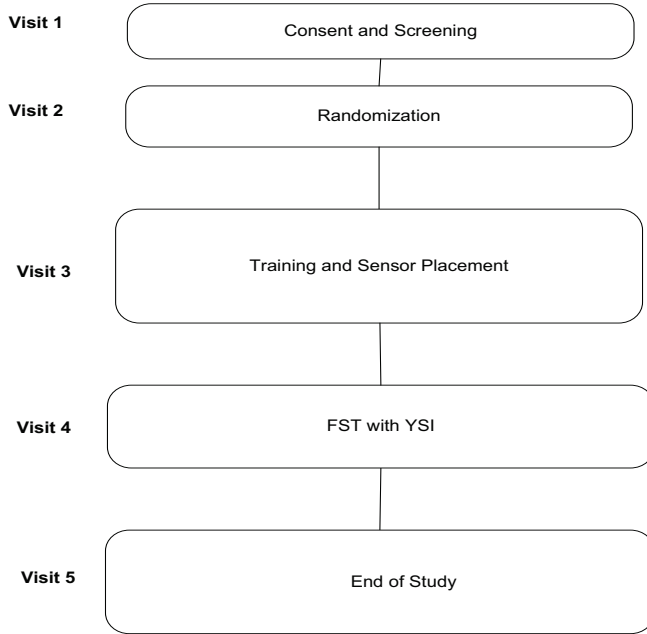 Visit 1
Consent and Screening
Visit 2
Randomization
Visit 3
Training and Sensor Placement
Visit 4
FST with YSI
Visit 5
End of Study